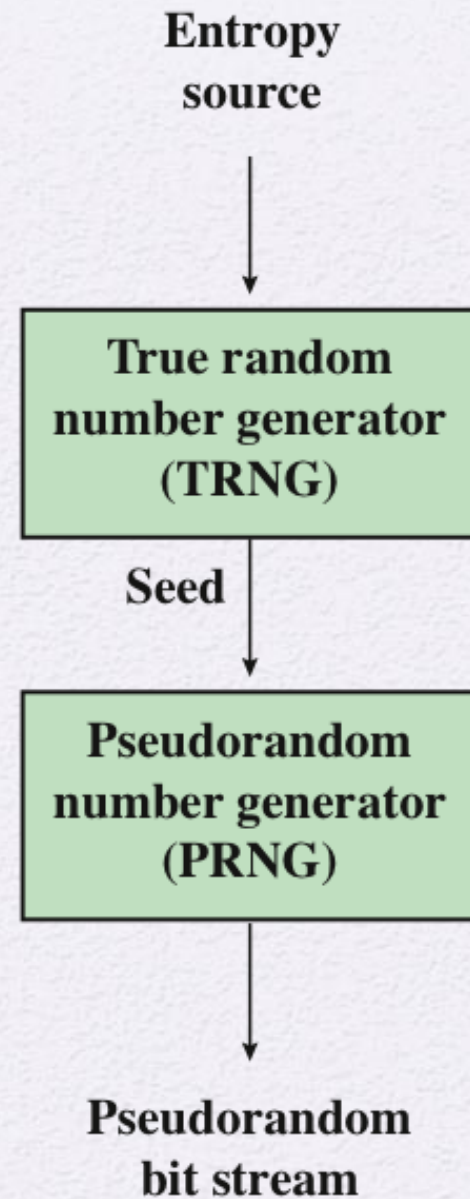 Entropy
source
True random
number generator
(TRNG)
Seed
Pseudorandom
number generator
(PRNG)
Pseudorandom
bit stream